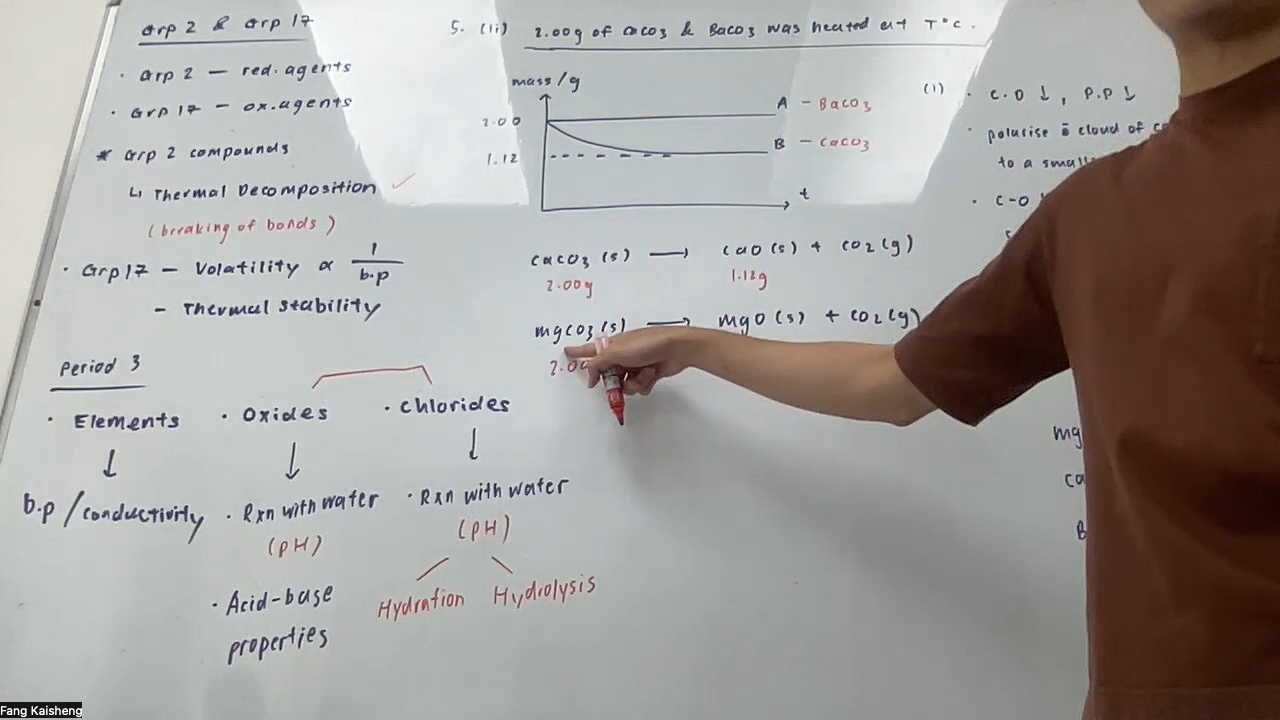 Grp 2 & Grp 17
· Grp 2 — red. agents
· Grp 17 - ox. agents
* Grp 2 compounds
↳ Thermal Decomposition ✓
(breaking of bonds)
· Grp 17 - Volatility ∝ 1/b.p
- Thermal stability
Period 3
· Elements
↓
b.p / conductivity
· Oxides
↓
· Rxn with water
(pH)
· Acid-base
properties
· Chlorides
↓
· Rxn with water
(pH)
Hydration Hydrolysis
5. (ii) 2.00g of CaCO3 & BaCO3 was heated at T°C.
mass/g
2.00
1.12
A - BaCO3
B - CaCO3
t
CaCO3 (s) → CaO (s) + CO2 (g)
2.00g 1.12g
MgCO3 (s) → MgO (s) + CO2 (g)
2.00
(i) · C.D ↓, P.P ↓
· polarise ē cloud of
to a
· C-O
Mg
Ca
B
Fang Kaisheng